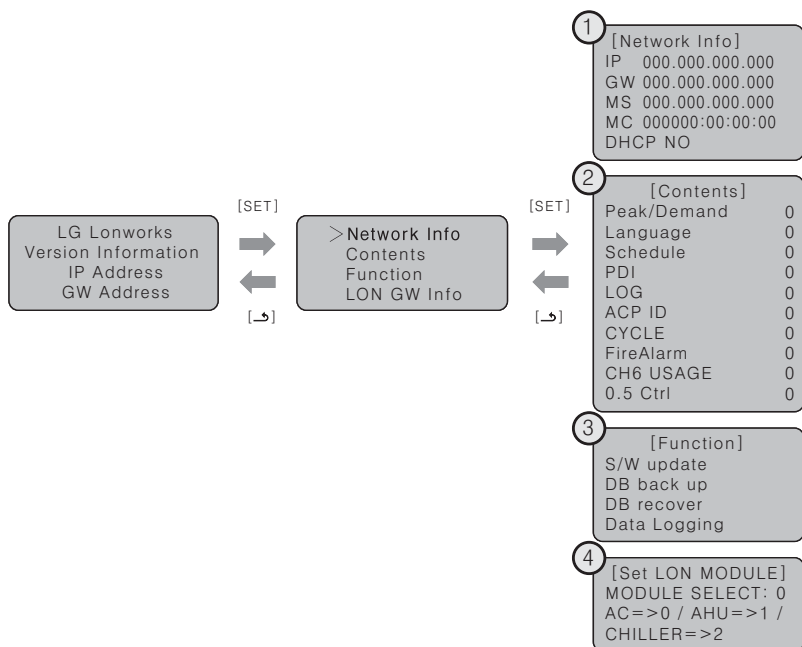 LG Lonworks
Version Information
IP Address
GW Address
[SET]
[⮐]
>Network Info
Contents
Function
LON GW Info
[SET]
[⮐]
1
[Network Info]
IP 000.000.000.000
GW 000.000.000.000
MS 000.000.000.000
MC 000000:00:00:00
DHCP NO
2
[Contents]
Peak/Demand 0
Language 0
Schedule 0
PDI 0
LOG 0
ACP ID 0
CYCLE 0
FireAlarm 0
CH6 USAGE 0
0.5 Ctrl 0
3
[Function]
S/W update
DB back up
DB recover
Data Logging
4
[Set LON MODULE]
MODULE SELECT: 0
AC=>0 / AHU=>1 /
CHILLER=>2